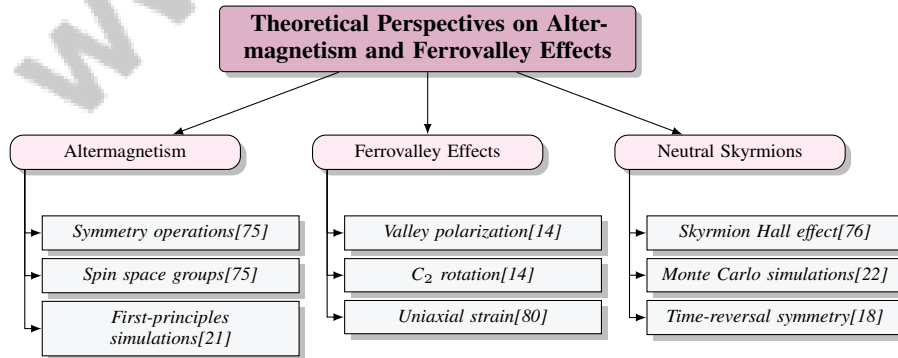 Theoretical Perspectives on Alter-
magnetism and Ferrovalley Effects
Altermagnetism
Ferrovalley Effects
Neutral Skyrmions
Symmetry operations[75]
Valley polarization[14]
Skyrmion Hall effect[76]
Spin space groups[75]
C₂ rotation[14]
Monte Carlo simulations[22]
First-principles
simulations[21]
Uniaxial strain[80]
Time-reversal symmetry[18]